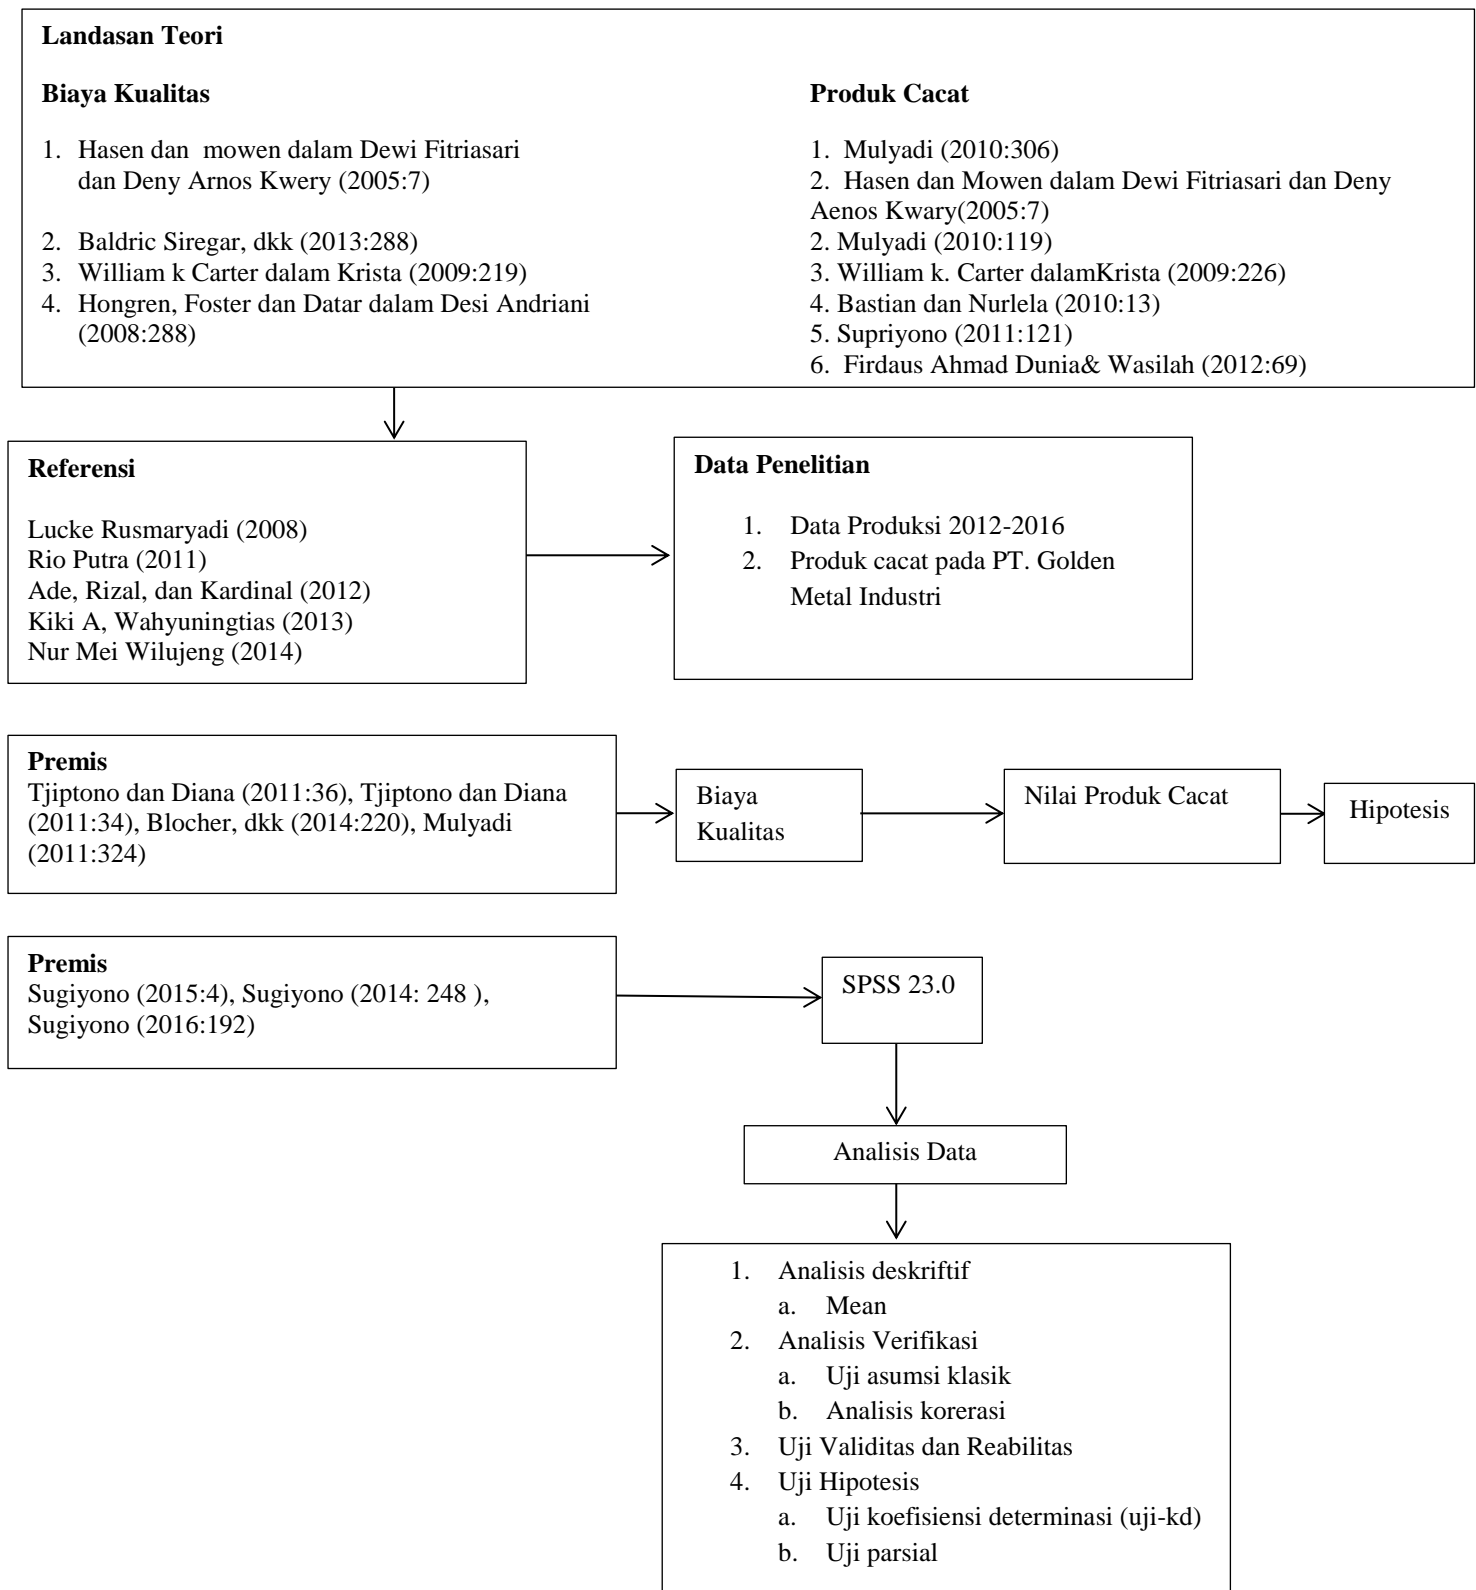 Landasan Teori
Biaya Kualitas
1. Hasen dan mowen dalam Dewi Fitriasari
dan Deny Arnos Kwery (2005:7)
2. Baldric Siregar, dkk (2013:288)
3. William k Carter dalam Krista (2009:219)
4. Hongren, Foster dan Datar dalam Desi Andriani
(2008:288)
Produk Cacat
1. Mulyadi (2010:306)
2. Hasen dan Mowen dalam Dewi Fitriasari dan Deny
Aenos Kwary(2005:7)
2. Mulyadi (2010:119)
3. William k. Carter dalamKrista (2009:226)
4. Bastian dan Nurlela (2010:13)
5. Supriyono (2011:121)
6. Firdaus Ahmad Dunia& Wasilah (2012:69)
Referensi
Lucke Rusmaryadi (2008)
Rio Putra (2011)
Ade, Rizal, dan Kardinal (2012)
Kiki A, Wahyuningtias (2013)
Nur Mei Wilujeng (2014)
Data Penelitian
1. Data Produksi 2012-2016
2. Produk cacat pada PT. Golden
Metal Industri
Premis
Tjiptono dan Diana (2011:36), Tjiptono dan Diana
(2011:34), Blocher, dkk (2014:220), Mulyadi
(2011:324)
Biaya
Kualitas
Nilai Produk Cacat
Hipotesis
Premis
Sugiyono (2015:4), Sugiyono (2014: 248 ),
Sugiyono (2016:192)
SPSS 23.0
Analisis Data
1. Analisis deskriftif
a. Mean
2. Analisis Verifikasi
a. Uji asumsi klasik
b. Analisis korerasi
3. Uji Validitas dan Reabilitas
4. Uji Hipotesis
a. Uji koefisiensi determinasi (uji-kd)
b. Uji parsial